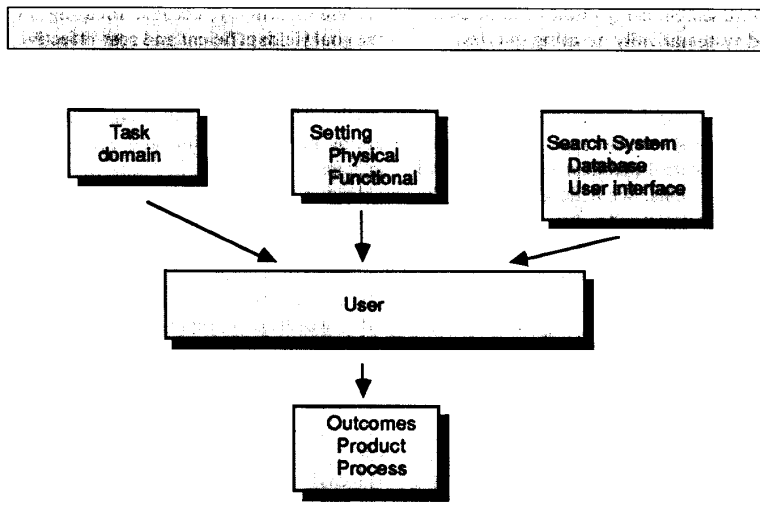 Task
domain
Setting
Physical
Functional
Search System
Database
User interface
User
Outcomes
Product
Process